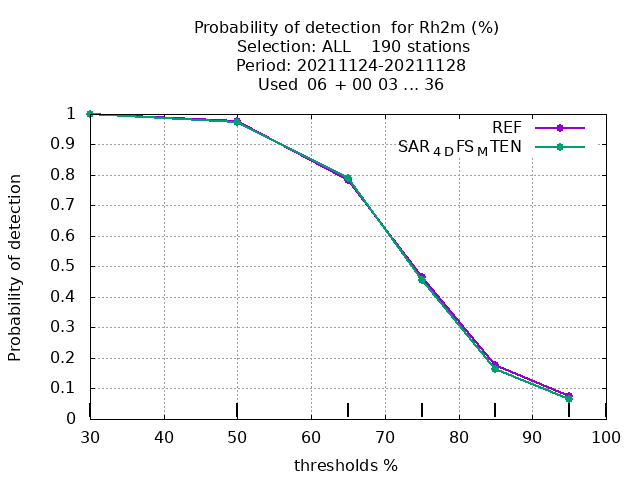 Probability of detection for Rh2m (%)
Selection: ALL 190 stations
Period: 20211124-20211128
Used 06 + 00 03 ... 36
REF
SAR4DFSMTEN
1
0.9
0.8
0.7
0.6
0.5
0.4
0.3
0.2
0.1
0
Probability of detection
30 40 50 60 70 80 90 100
thresholds %